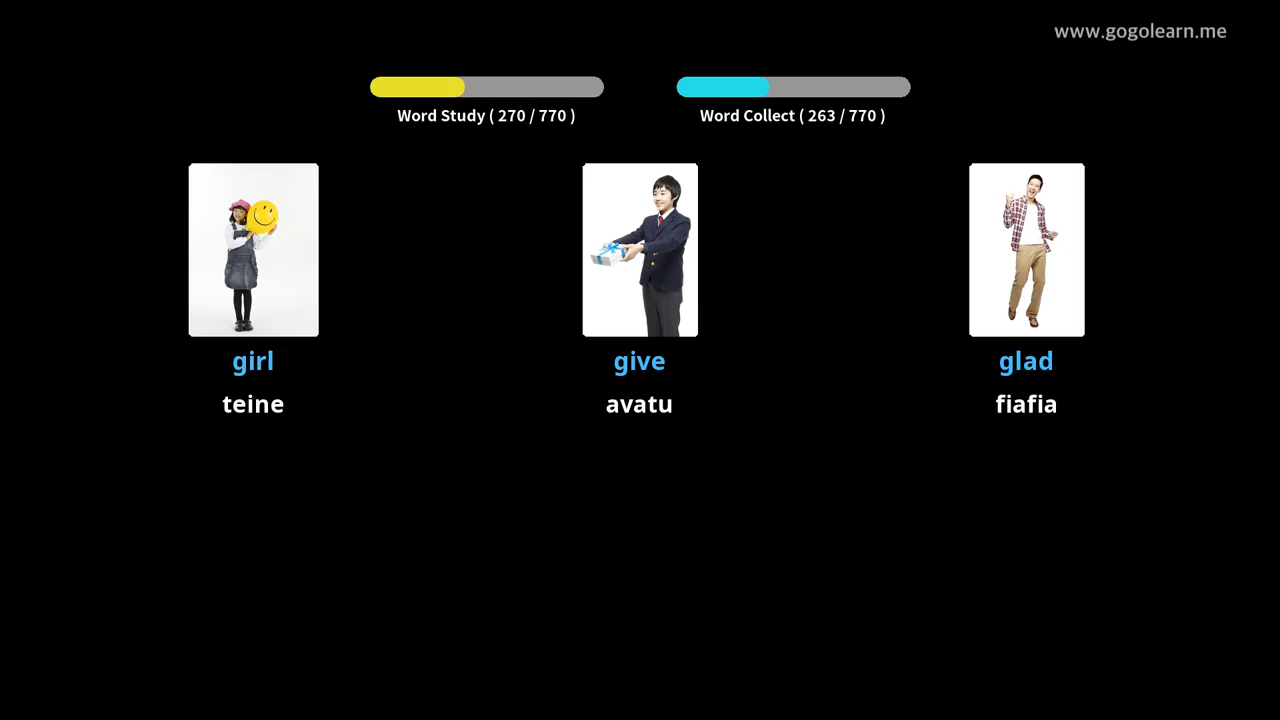 www.gogolearn.me
Word Study ( 270 / 770 )
Word Collect ( 263 / 770 )
girl
give
glad
teine
avatu
fiafia